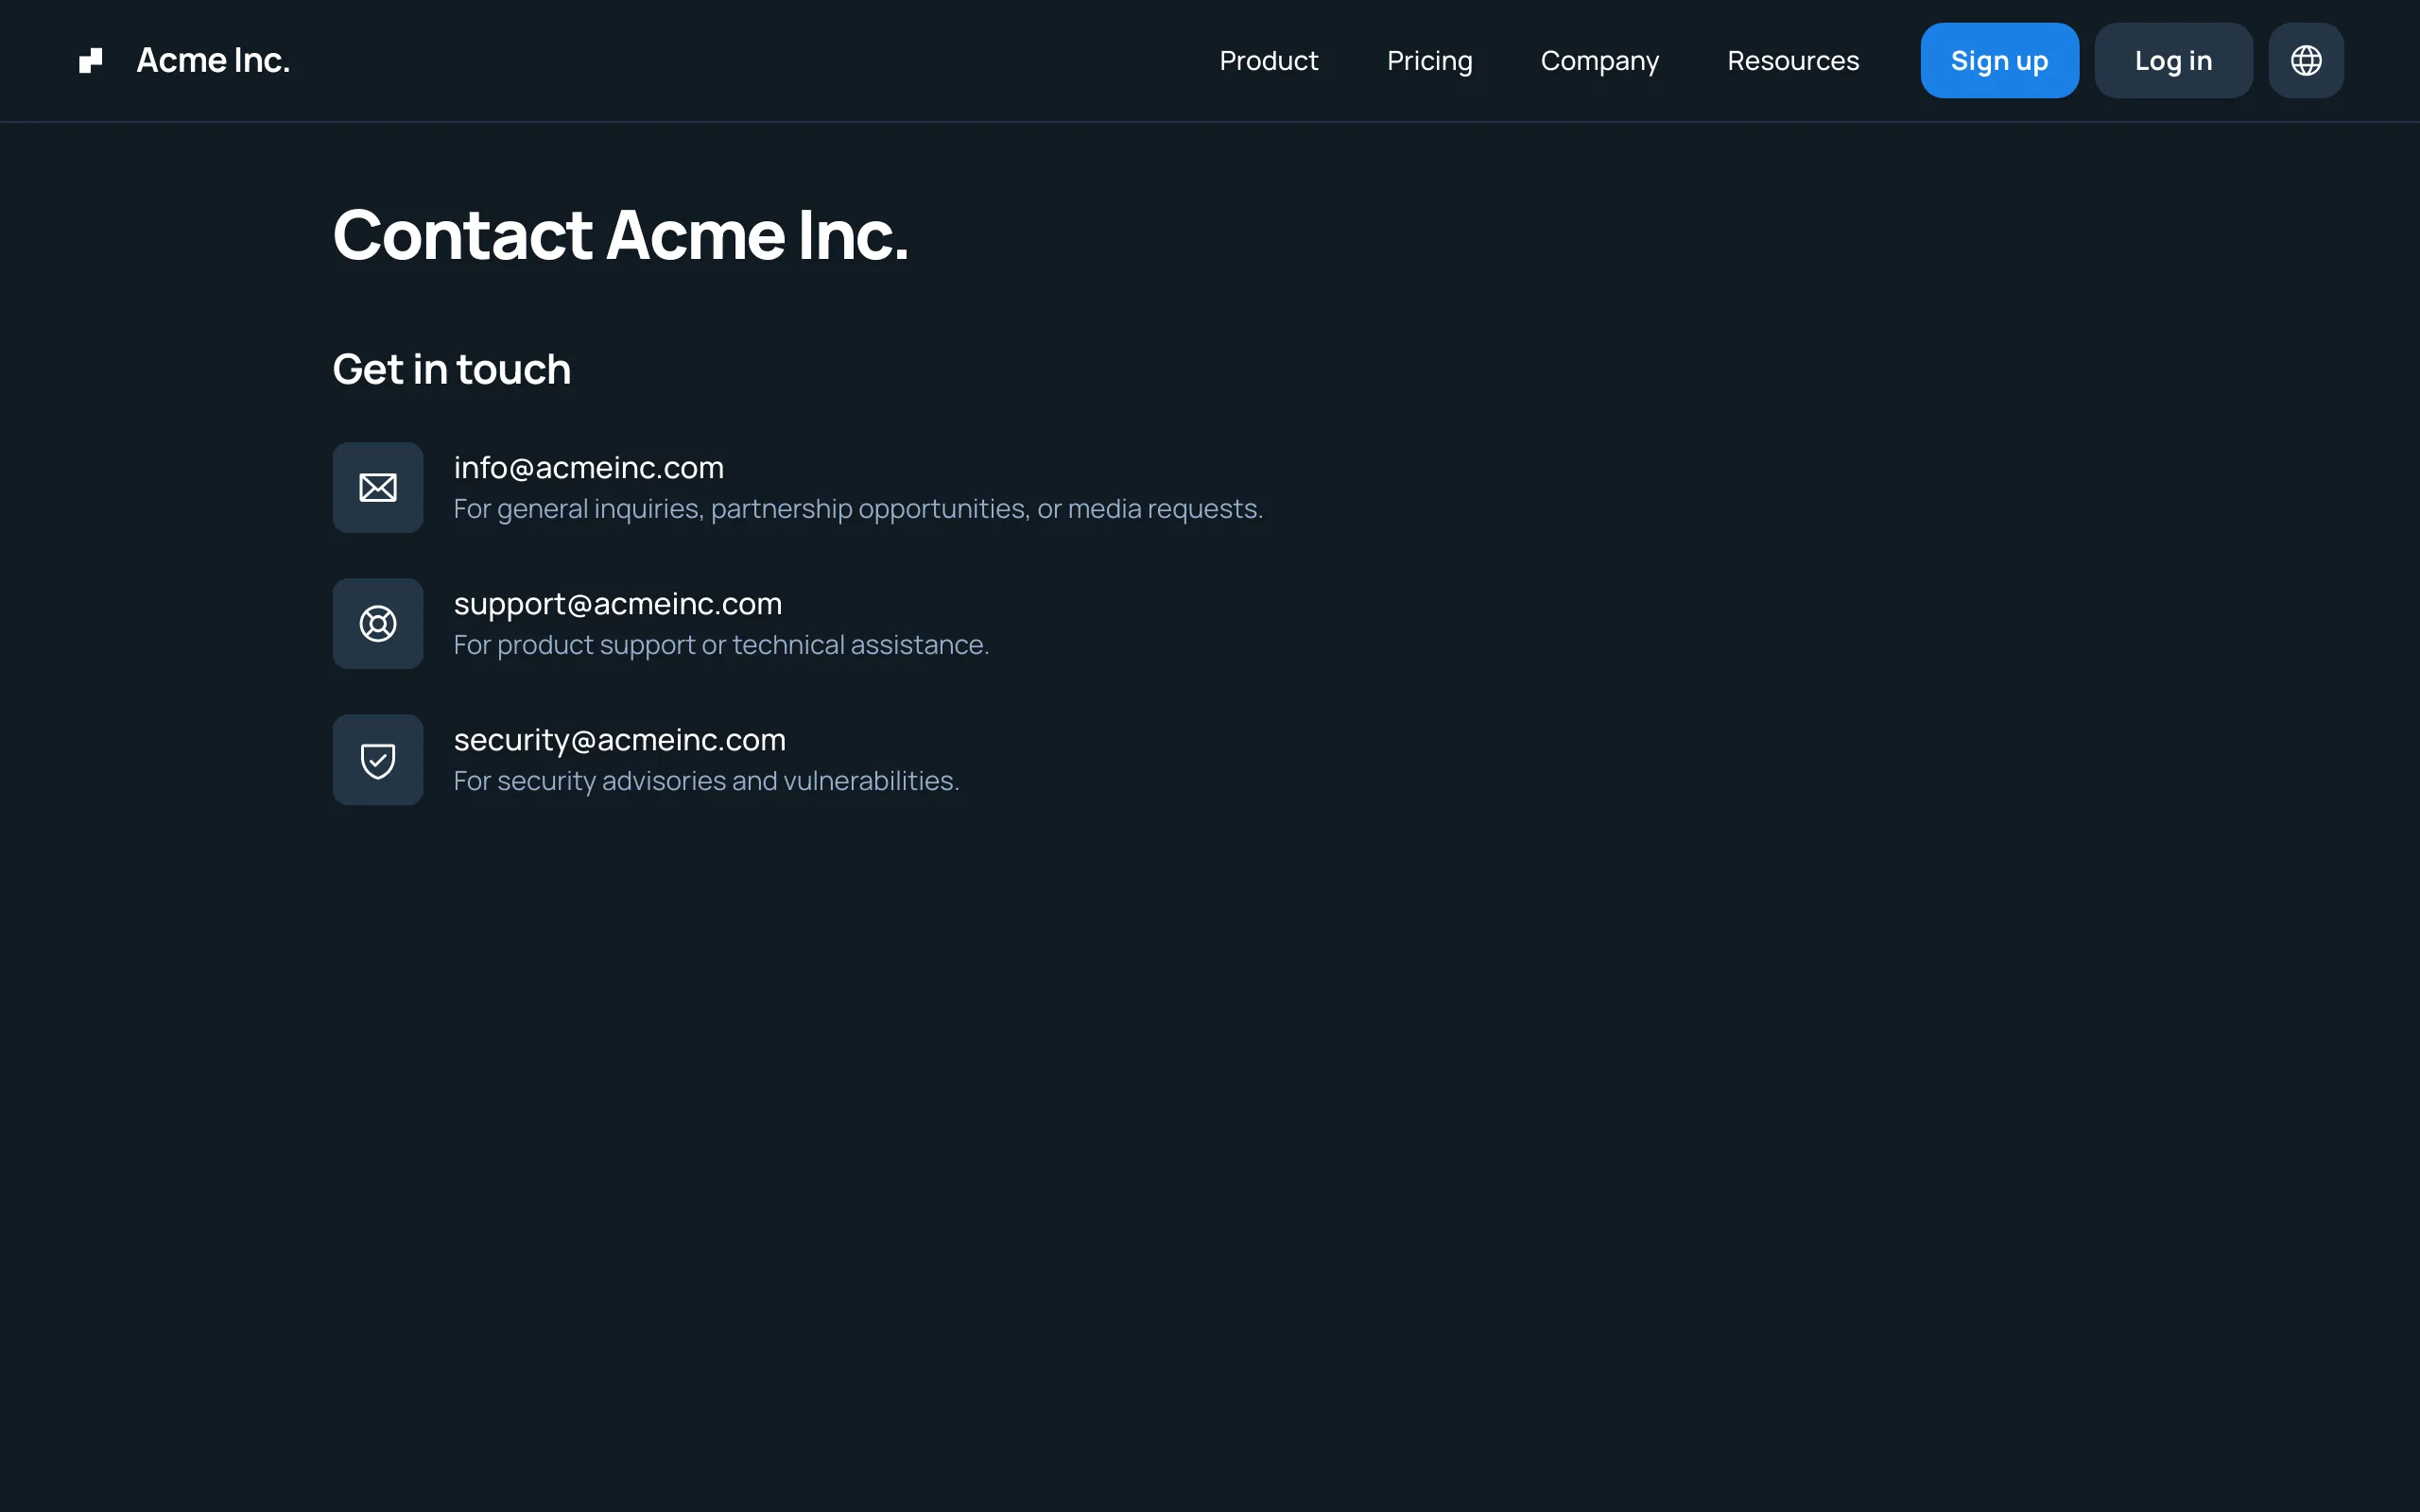 Acme Inc.
Product
Pricing
Company
Resources
Sign up
Log in
Contact Acme Inc.
Get in touch
info@acmeinc.com
For general inquiries, partnership opportunities, or media requests.
support@acmeinc.com
For product support or technical assistance.
security@acmeinc.com
For security advisories and vulnerabilities.